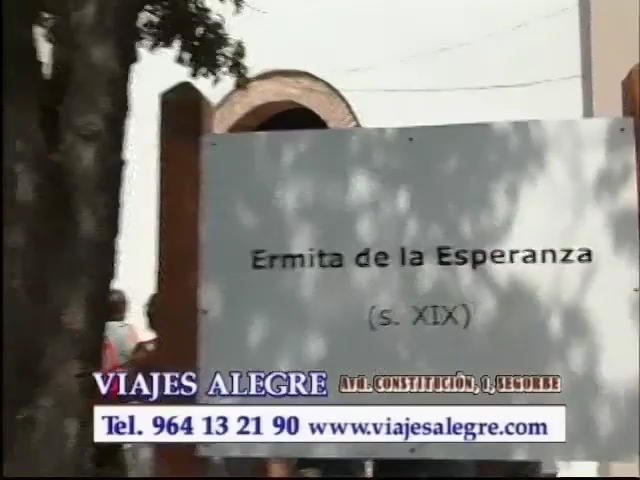 Ermita de la Esperanza
(s. XIX)
VIAJES ALEGRE AVD. CONSTITUCIÓN, 1, SEGORBE
Tel. 964 13 21 90 www.viajesalegre.com